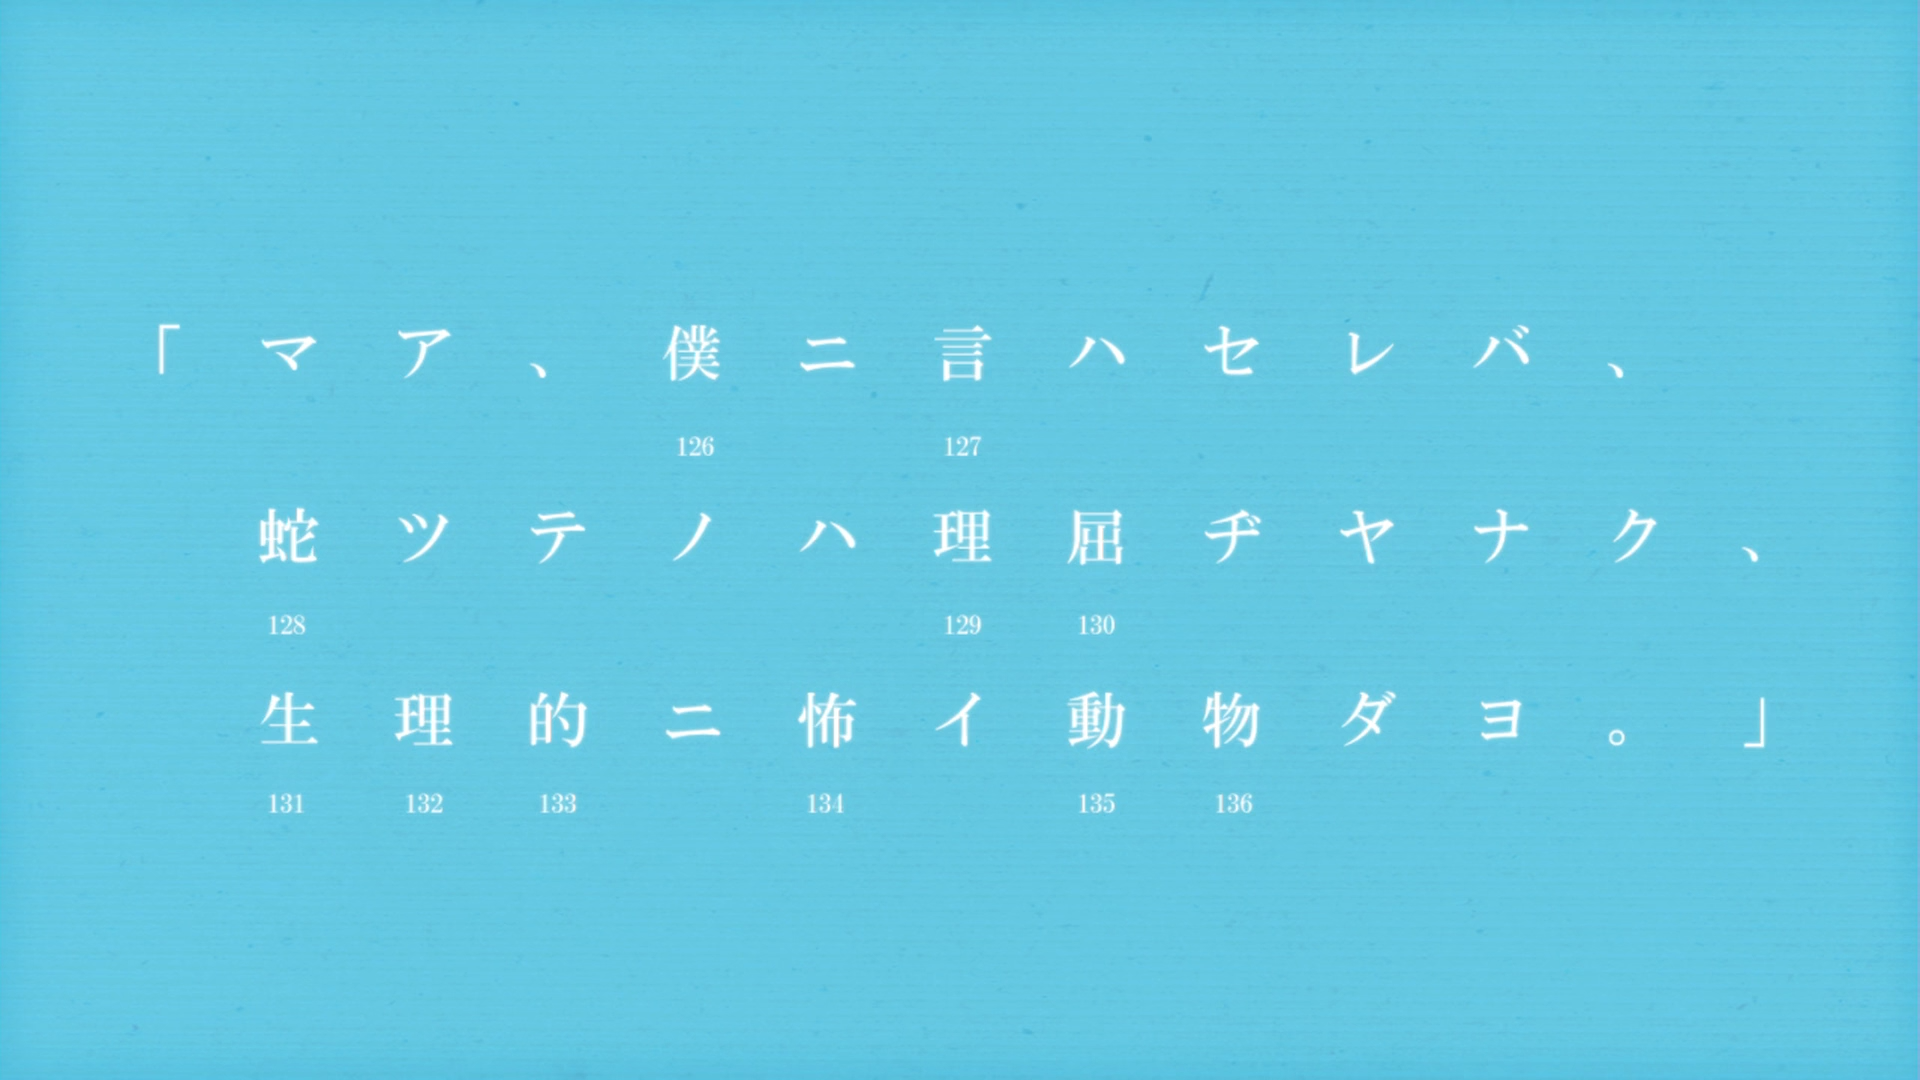 「マア、僕ニ言ハセレバ、
126 127
蛇ツテノハ理屈ヂヤナク、
128 129 130
生理的ニ怖イ動物ダヨ。」
131 132 133 134 135 136